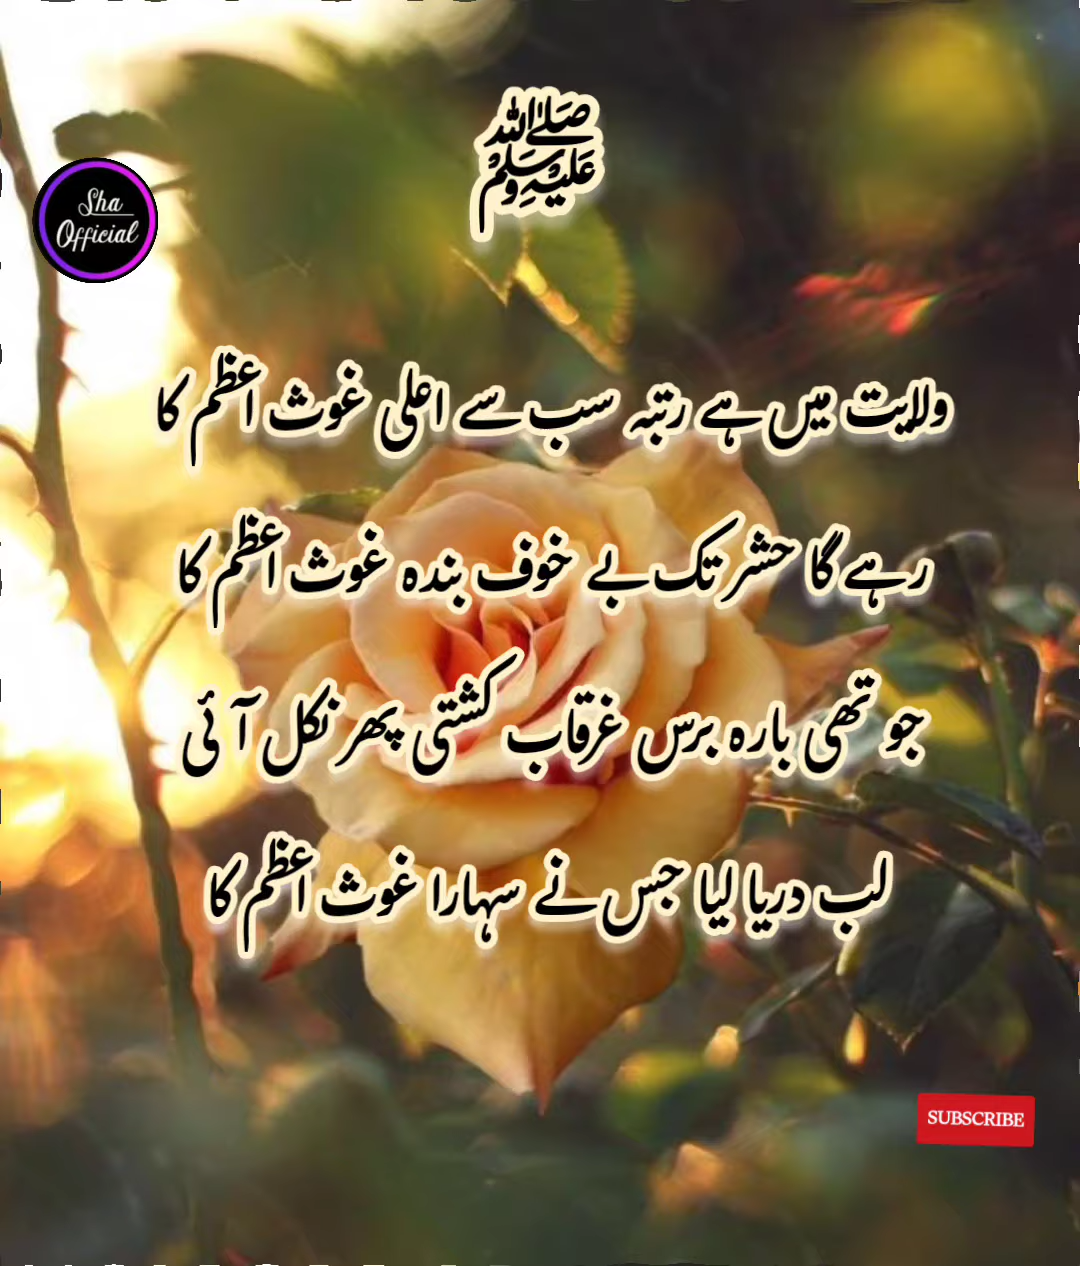 صلی اللہ علیہ وسلم
Sha
Official
ولایت میں ہے رتبہ سب سے اعلی غوث اعظم کا
رہے گا حشر تک بے خوف بندہ غوث اعظم کا
جو تھی بارہ برس غرقاب کشتی پھر نکل آئی
لب دریا لیا جس نے سہارا غوث اعظم کا
SUBSCRIBE